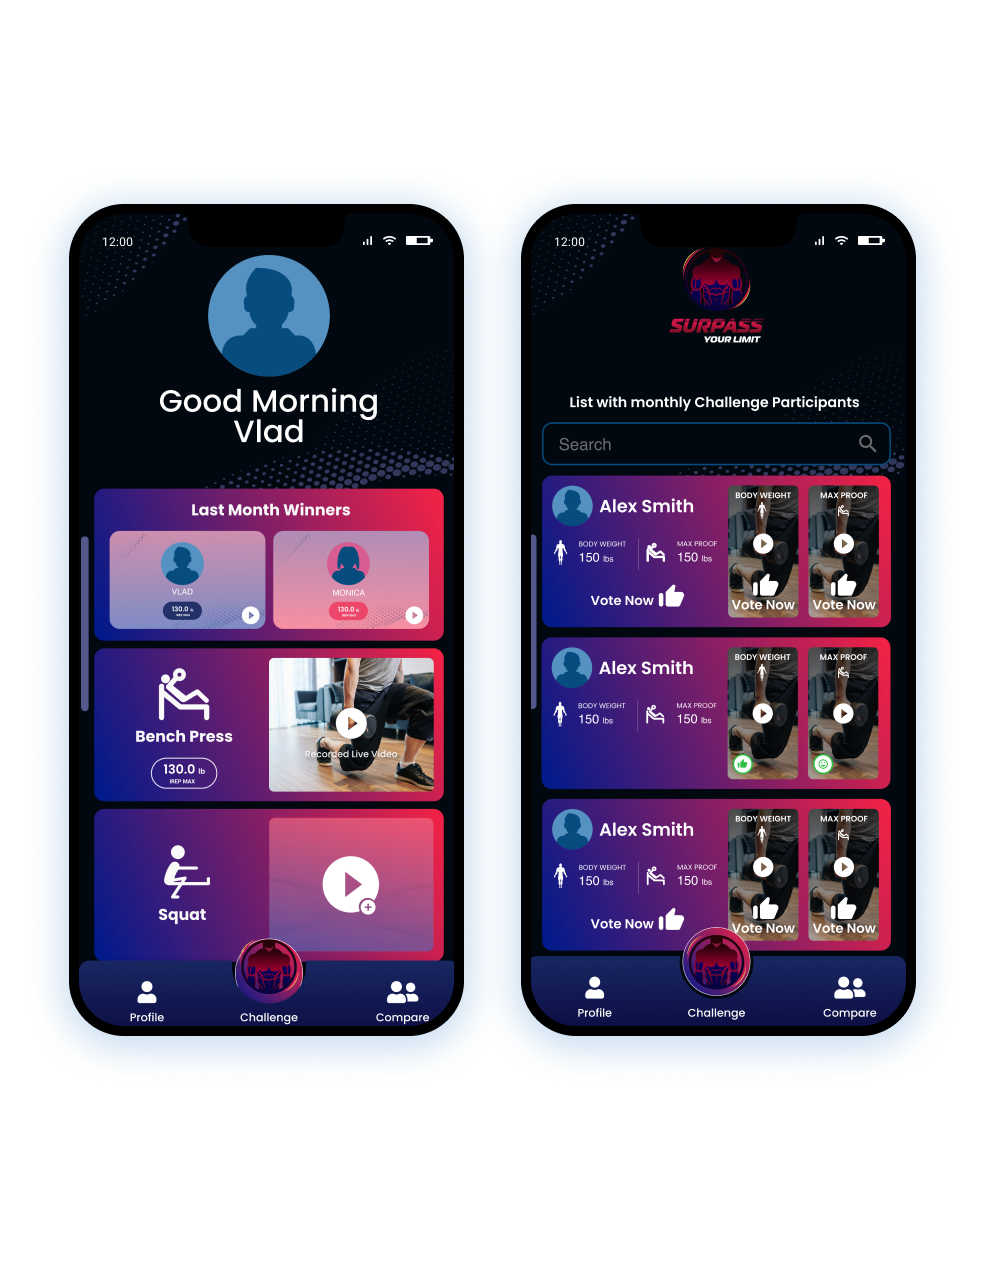 12:00
Good Morning
Vlad
Last Month Winners
VLAD
130.0 lb
IREP MAX
MONICA
130.0 lb
IREP MAX
Bench Press
130.0 lb
IREP MAX
Recorded Live Video
Squat
Profile
Challenge
Compare
12:00
SURPASS
YOUR LIMIT
List with monthly Challenge Participants
Search
Alex Smith
BODY WEIGHT
150 lbs
MAX PROOF
150 lbs
Vote Now
BODY WEIGHT
Vote Now
MAX PROOF
Vote Now
Alex Smith
BODY WEIGHT
150 lbs
MAX PROOF
150 lbs
BODY WEIGHT
MAX PROOF
Alex Smith
BODY WEIGHT
150 lbs
MAX PROOF
150 lbs
Vote Now
BODY WEIGHT
Vote Now
MAX PROOF
Vote Now
Profile
Challenge
Compare